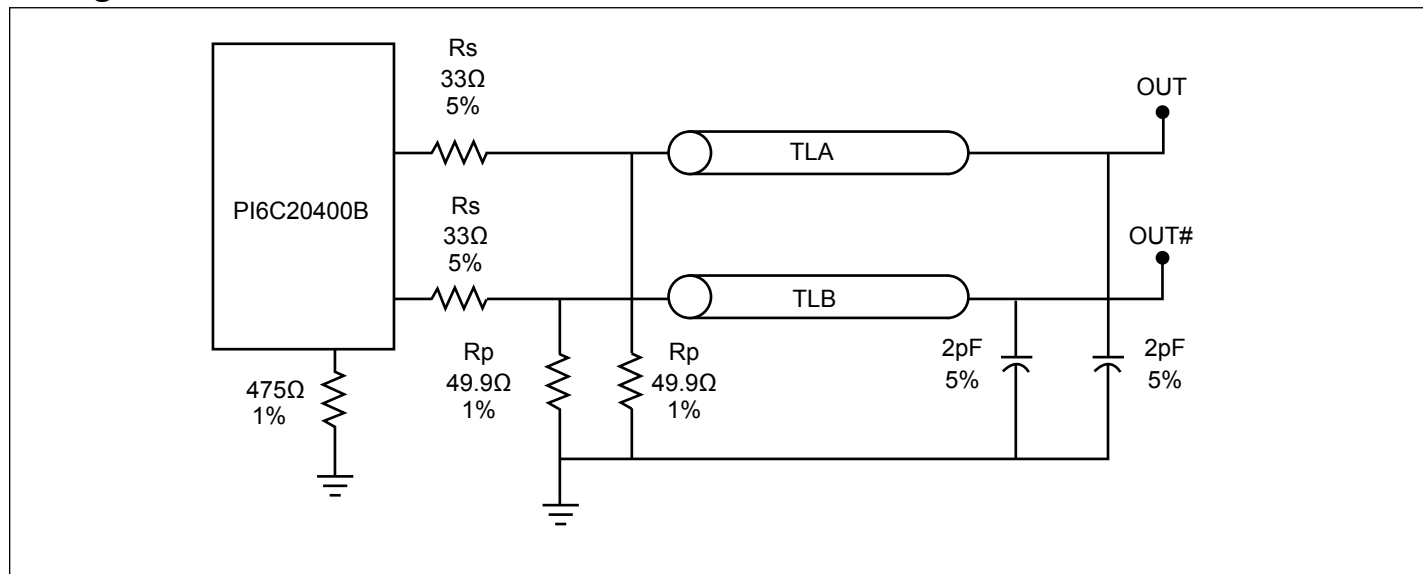 Rs
33Ω
5%
OUT
TLA
PI6C20400B
Rs
33Ω
5%
OUT#
TLB
Rp
49.9Ω
1%
Rp
49.9Ω
1%
2pF
5%
2pF
5%
475Ω
1%